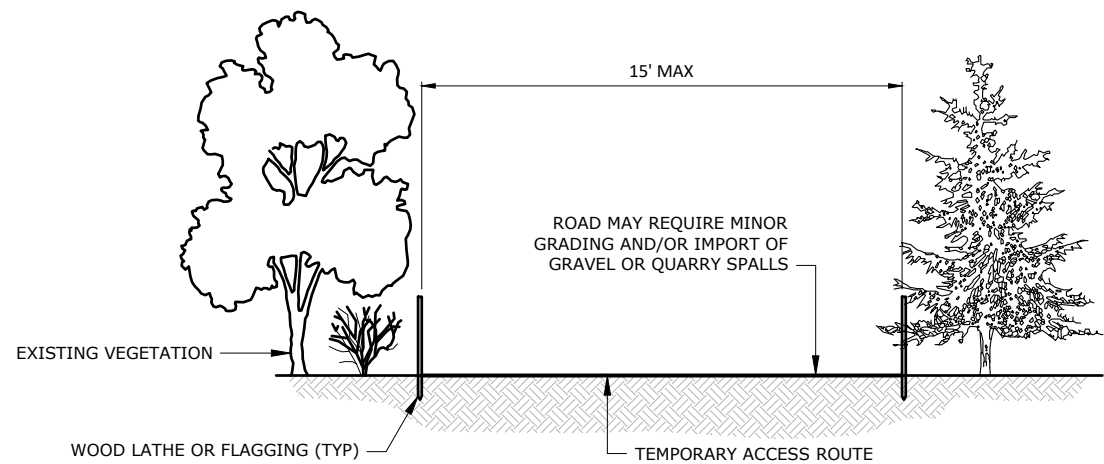 15' MAX
ROAD MAY REQUIRE MINOR
GRADING AND/OR IMPORT OF
GRAVEL OR QUARRY SPALLS
EXISTING VEGETATION
WOOD LATHE OR FLAGGING (TYP)
TEMPORARY ACCESS ROUTE